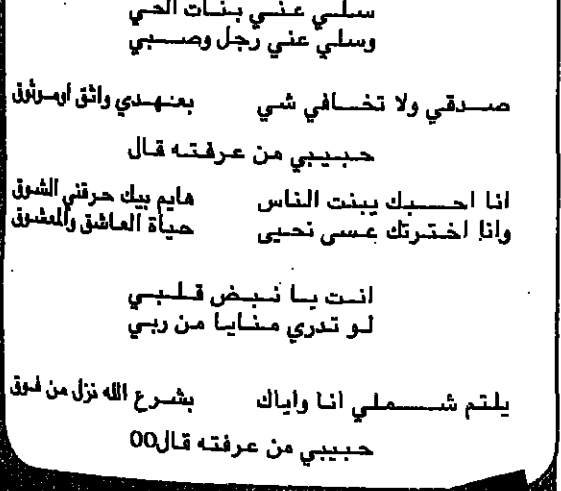 سلي عني بنات الحي
وسلي عني رجل وصبي
صدقي ولا تخافي شي بعهدي واثق اوموثوق
حبيبي من عرفته قال
انا احبك يبنت الناس هايم بيك حرقني الشوق
وانا اخترتك عسى نحيى حياة العاشق والمعشوق
انت يا نبض قلبي
لو تدري منايا من ربي
يلتم شملي انا واياك بشرع الله نزل من فوق
حبيبي من عرفته قال00